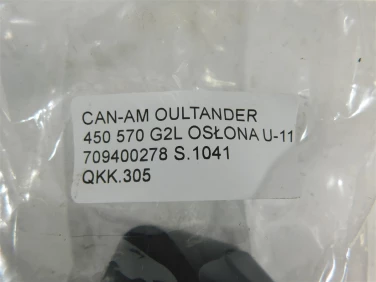 CAN-AM OULTANDER
450 570 G2L OSŁONA U-11
709400278 S.1041
QKK.305